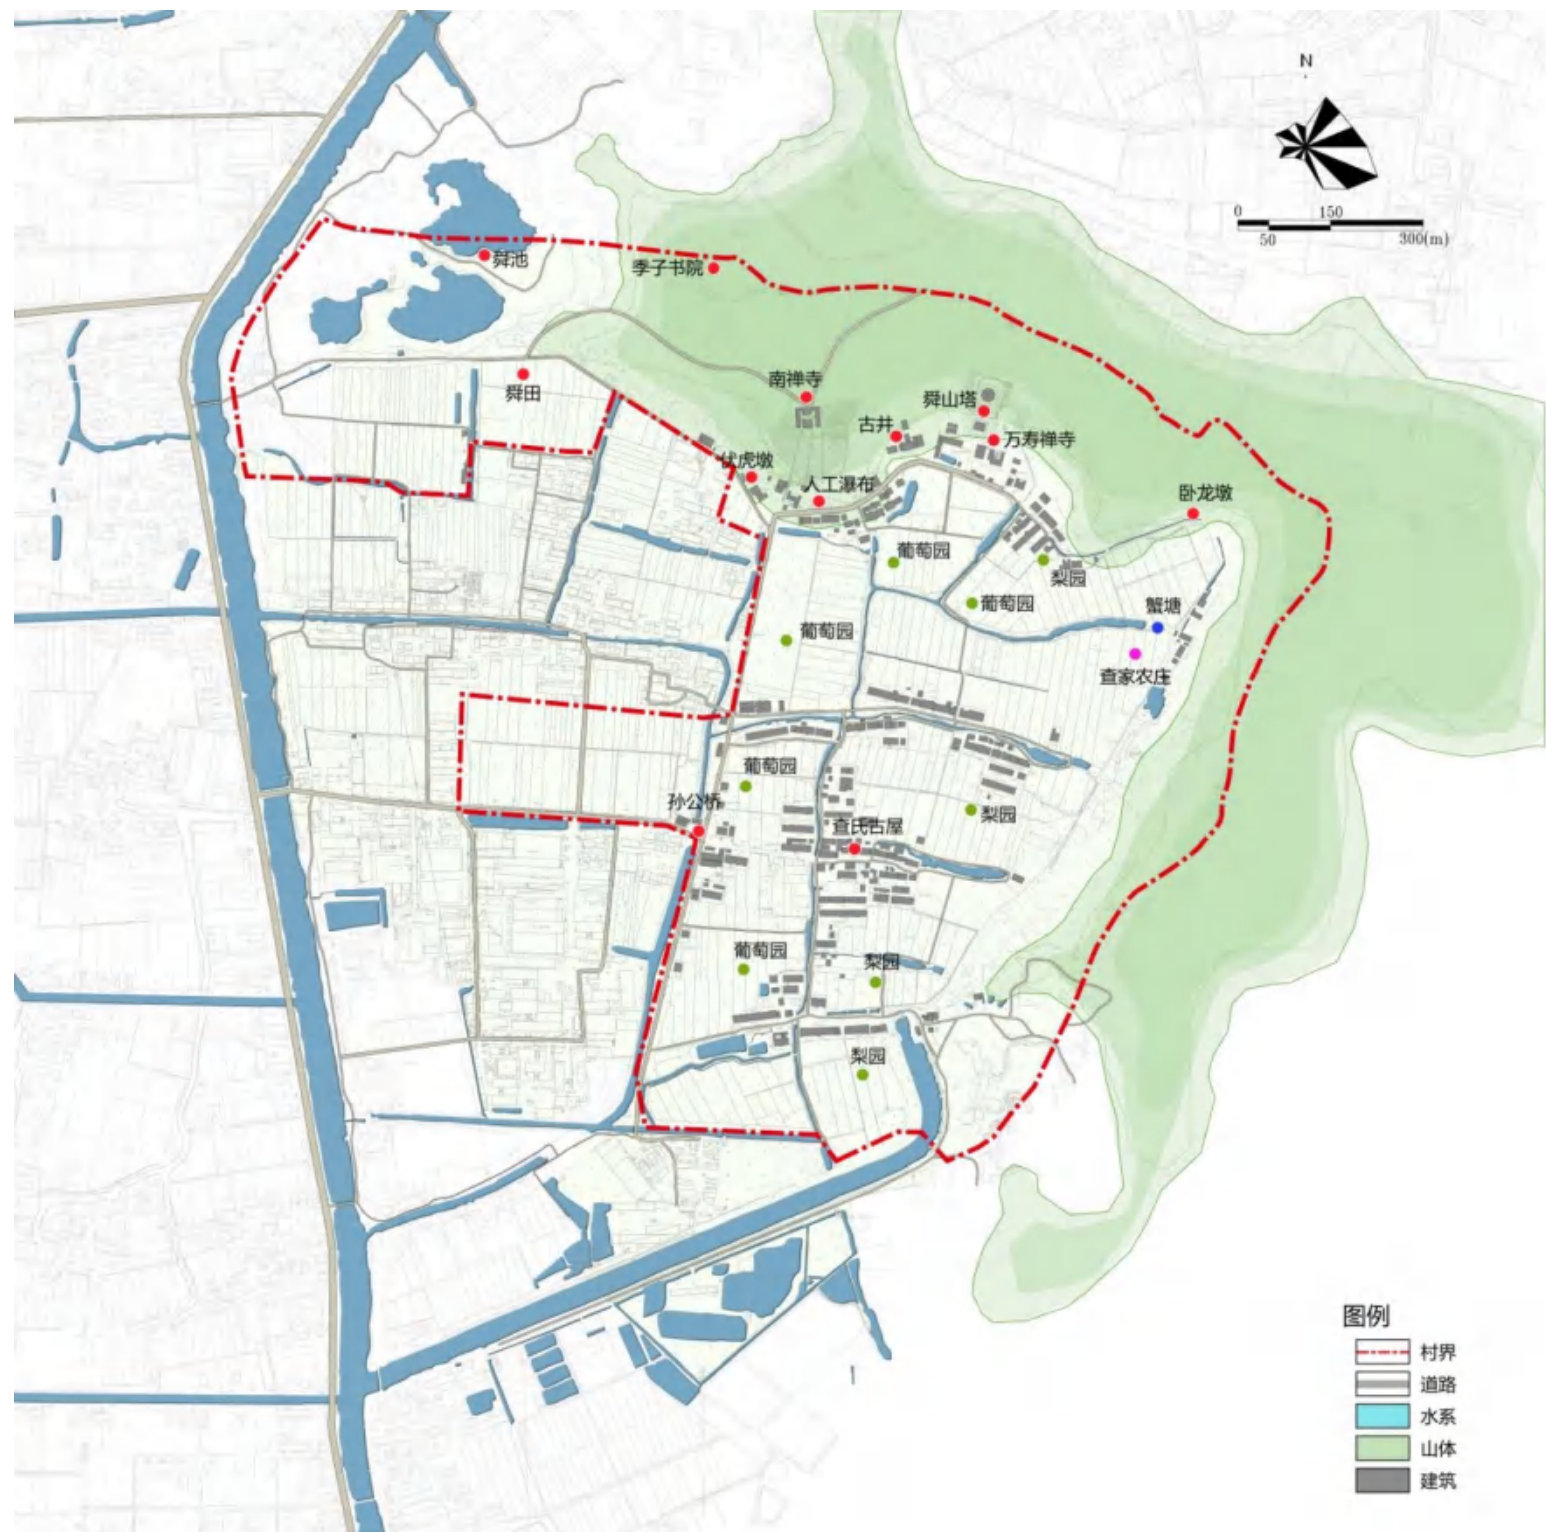 N
0 150
50 300(m)
舜池
季子书院
舜田
南禅寺
舜山塔
古井
万寿禅寺
伏虎墩
人工瀑布
卧龙墩
葡萄园
梨园
葡萄园
蟹塘
葡萄园
查家农庄
葡萄园
孙公桥
梨园
查氏古屋
葡萄园
梨园
梨园
图例
村界
道路
水系
山体
建筑